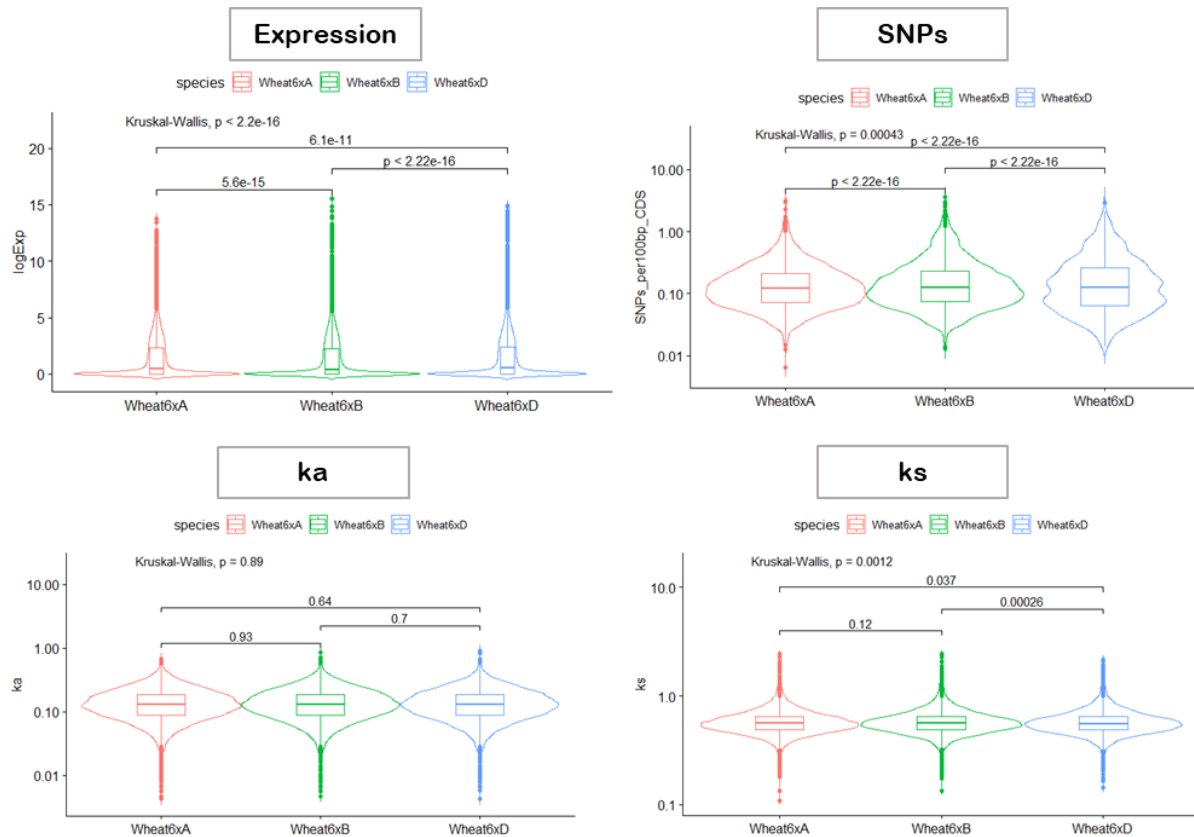 Expression
species Wheat6xA Wheat6xB Wheat6xD
Kruskal-Wallis, p < 2.2e-16
6.1e-11
p < 2.22e-16
5.6e-15
20
15
10
5
0
logExp
Wheat6xA Wheat6xB Wheat6xD
SNPs
species Wheat6xA Wheat6xB Wheat6xD
Kruskal-Wallis, p = 0.00043
p < 2.22e-16
p < 2.22e-16
p < 2.22e-16
10.00
1.00
0.10
0.01
SNPs_per100bp_CDS
Wheat6xA Wheat6xB Wheat6xD
ka
species Wheat6xA Wheat6xB Wheat6xD
Kruskal-Wallis, p = 0.89
0.64
0.7
0.93
10.00
1.00
0.10
0.01
ka
Wheat6xA Wheat6xB Wheat6xD
ks
species Wheat6xA Wheat6xB Wheat6xD
Kruskal-Wallis, p = 0.0012
0.037
0.00026
0.12
10.0
1.0
0.1
ks
Wheat6xA Wheat6xB Wheat6xD